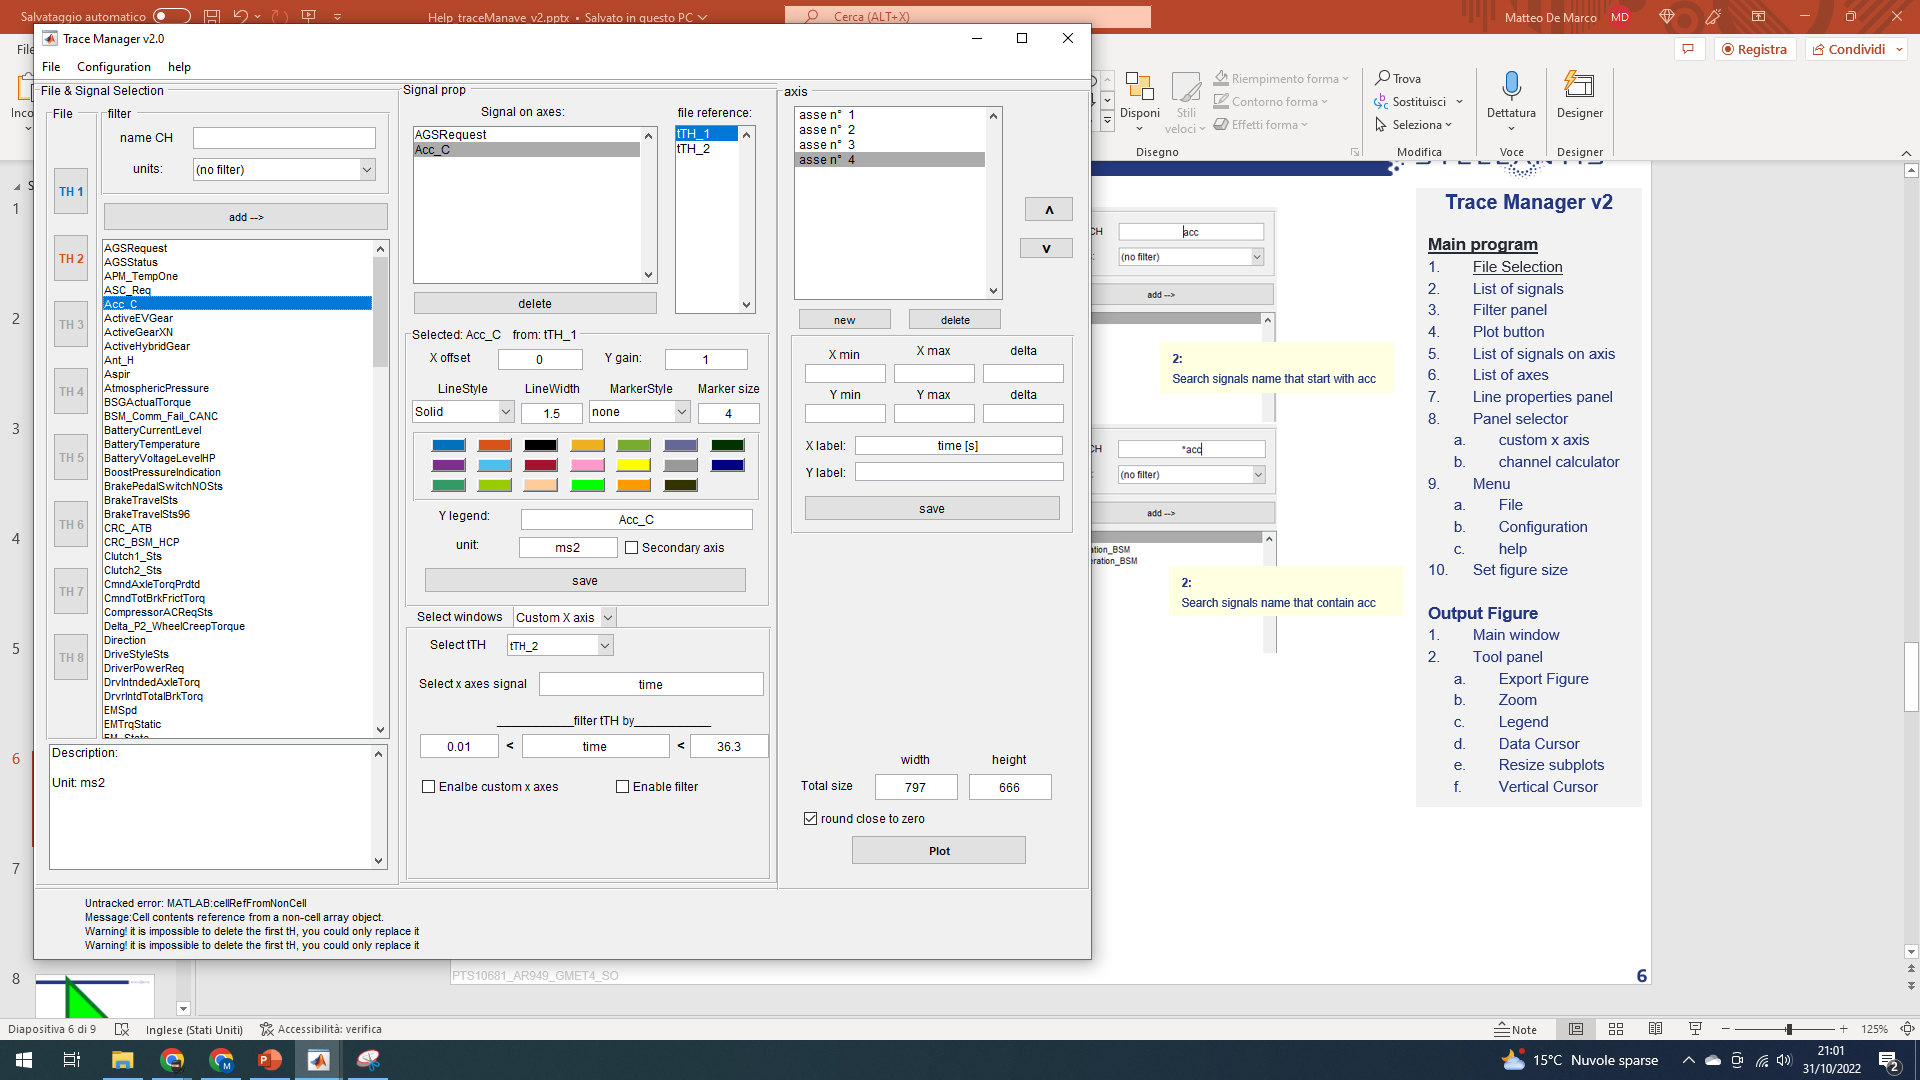 Salvataggio automatico
Help_traceManave_v2.pptx • Salvato in questo PC
Cerca (ALT+X)
Matteo De Marco
MD
Trace Manager v2.0
File
Configuration
help
File & Signal Selection
File
TH 1
TH 2
TH 3
TH 4
TH 5
TH 6
TH 7
TH 8
filter
name CH
units:
(no filter)
add -->
AGSRequest
AGSStatus
APM_TempOne
ASC_Req
Acc_C
ActiveEVGear
ActiveGearXN
ActiveHybridGear
Ant_H
Aspir
AtmosphericPressure
BSGActualTorque
BSM_Comm_Fail_CANC
BatteryCurrentLevel
BatteryTemperature
BatteryVoltageLevelHP
BoostPressureIndication
BrakePedalSwitchNOSts
BrakeTravelSts
BrakeTravelSts96
CRC_ATB
CRC_BSM_HCP
Clutch1_Sts
Clutch2_Sts
CmndAxleTorqPrdtd
CmndTotBrkFrictTorq
CompressorACReqSts
Delta_P2_WheelCreepTorque
Direction
DriveStyleSts
DriverPowerReq
DrvIntndedAxleTorq
DrvrIntdTotalBrkTorq
EMSpd
EMTrqStatic
Description:
Unit: ms2
Signal prop
Signal on axes:
AGSRequest
Acc_C
file reference:
tTH_1
tTH_2
delete
Selected: Acc_C from: tTH_1
X offset
0
Y gain:
1
LineStyle
LineWidth
MarkerStyle
Marker size
Solid
1.5
none
4
Y legend:
Acc_C
unit:
ms2
Secondary axis
save
Select windows
Custom X axis
Select tTH
tTH_2
Select x axes signal
time
____________filter tTH by____________
0.01 < time < 36.3
Enalbe custom x axes
Enable filter
axis
asse n° 1
asse n° 2
asse n° 3
asse n° 4
Λ
V
new
delete
X min
X max
delta
Y min
Y max
delta
X label:
time [s]
Y label:
save
width
height
Total size
797
666
round close to zero
Plot
Untracked error: MATLAB:cellRefFromNonCell
Message:Cell contents reference from a non-cell array object.
Warning! it is impossible to delete the first tH, you could only replace it
Warning! it is impossible to delete the first tH, you could only replace it
Registra
Condividi
Disponi
Stili
veloci
Riempimento forma
Contorno forma
Effetti forma
Disegno
Trova
Sostituisci
Seleziona
Modifica
Dettatura
Voce
Designer
Designer
1
2
3
4
5
6
7
8
CH
acc
(no filter)
add -->
2:
Search signals name that start with acc
CH
*acc
(no filter)
add -->
2:
Search signals name that contain acc
Trace Manager v2
Main program
1. File Selection
2. List of signals
3. Filter panel
4. Plot button
5. List of signals on axis
6. List of axes
7. Line properties panel
8. Panel selector
a. custom x axis
b. channel calculator
9. Menu
a. File
b. Configuration
c. help
10. Set figure size
Output Figure
1. Main window
2. Tool panel
a. Export Figure
b. Zoom
c. Legend
d. Data Cursor
e. Resize subplots
f. Vertical Cursor
PTS10681_AR949_GMET4_SO
6
Diapositiva 6 di 9
Inglese (Stati Uniti)
Accessibilità: verifica
Note
125%
15°C Nuvole sparse
21:01
31/10/2022
2